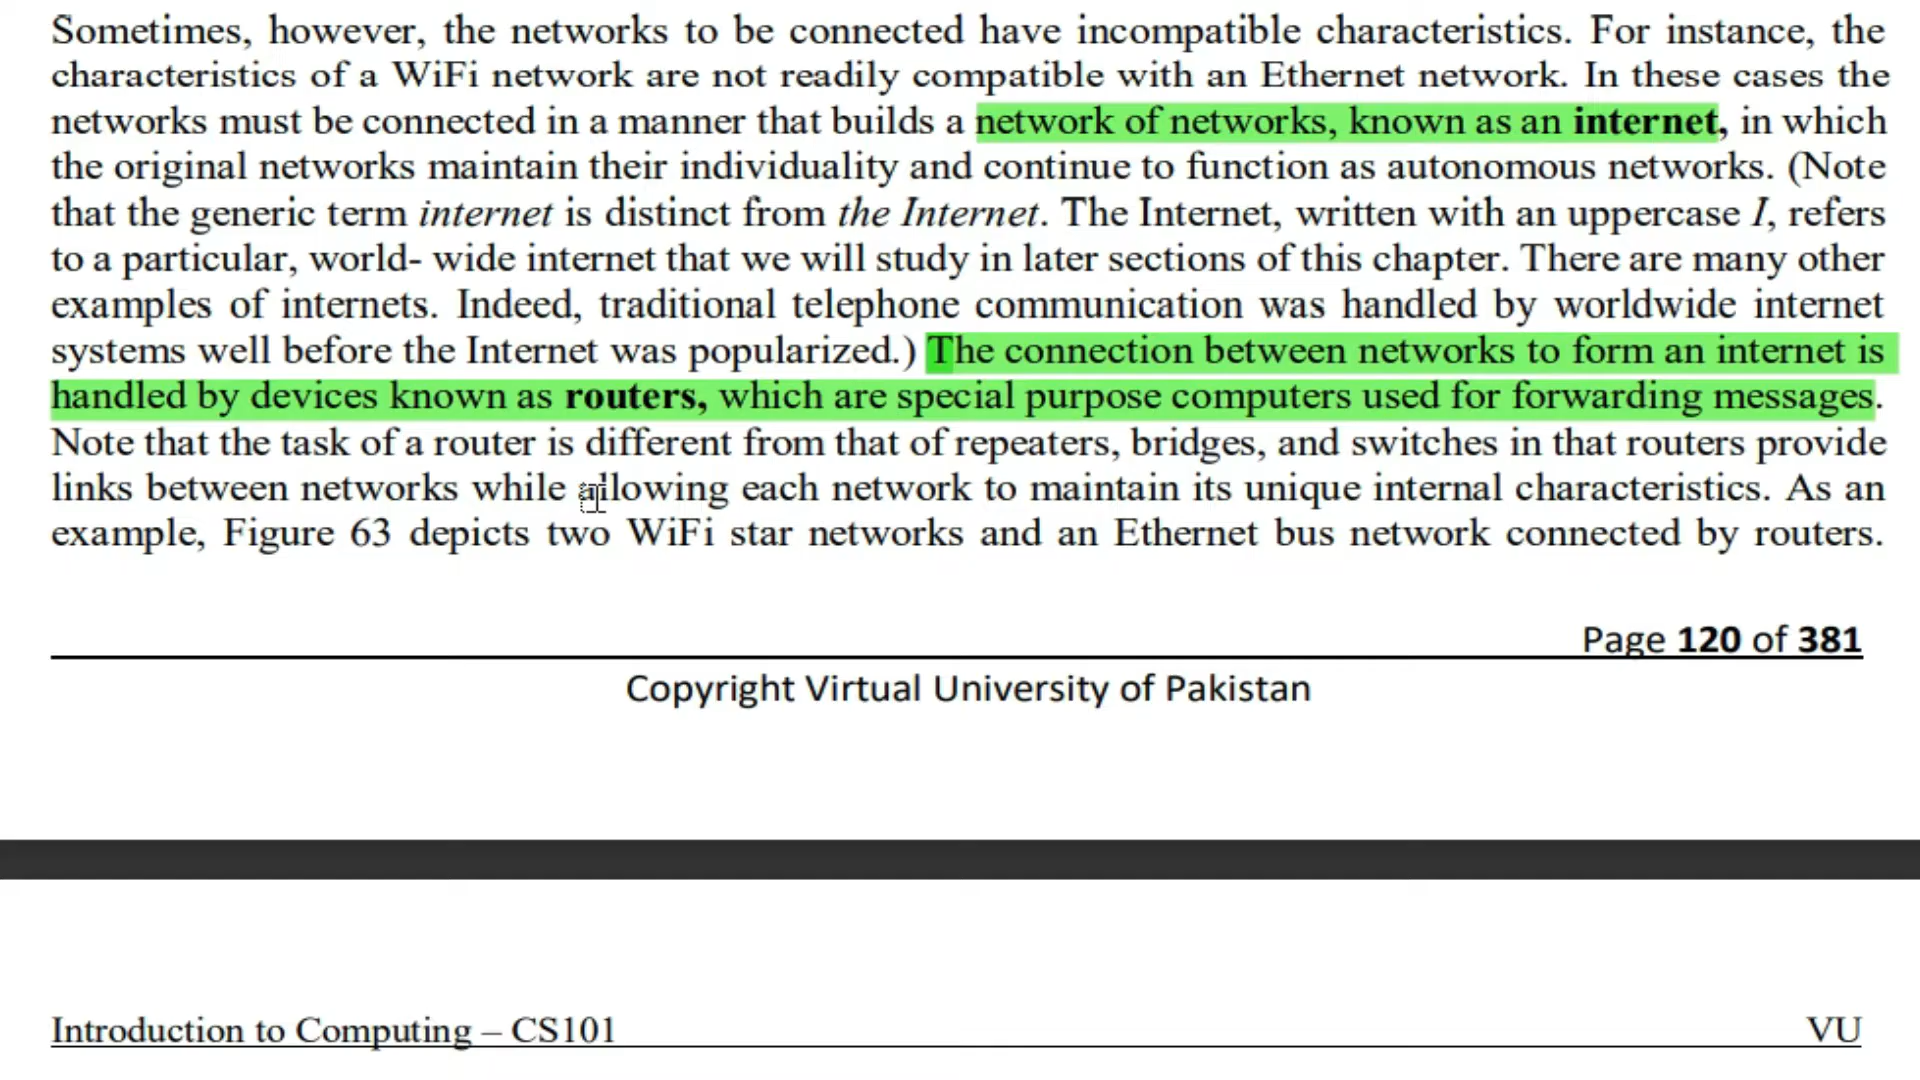 Sometimes, however, the networks to be connected have incompatible characteristics. For instance, the
characteristics of a WiFi network are not readily compatible with an Ethernet network. In these cases the
networks must be connected in a manner that builds a network of networks, known as an internet, in which
the original networks maintain their individuality and continue to function as autonomous networks. (Note
that the generic term internet is distinct from the Internet. The Internet, written with an uppercase I, refers
to a particular, world- wide internet that we will study in later sections of this chapter. There are many other
examples of internets. Indeed, traditional telephone communication was handled by worldwide internet
systems well before the Internet was popularized.) The connection between networks to form an internet is
handled by devices known as routers, which are special purpose computers used for forwarding messages.
Note that the task of a router is different from that of repeaters, bridges, and switches in that routers provide
links between networks while allowing each network to maintain its unique internal characteristics. As an
example, Figure 63 depicts two WiFi star networks and an Ethernet bus network connected by routers.
Page 120 of 381
Copyright Virtual University of Pakistan
Introduction to Computing – CS101 VU